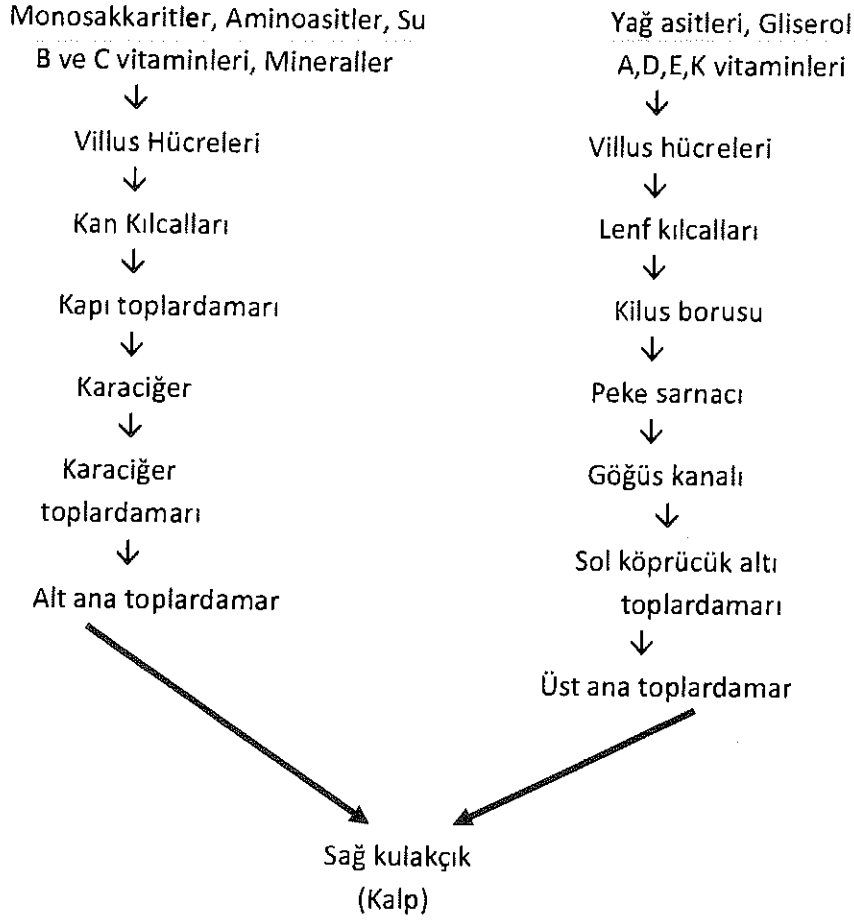 Monosakkaritler, Aminoasitler, Su
B ve C vitaminleri, Mineraller
↓
Villus Hücreleri
↓
Kan Kılcalları
↓
Kapı toplardamarı
↓
Karaciğer
↓
Karaciğer
toplardamarı
↓
Alt ana toplardamar
Yağ asitleri, Gliserol
A,D,E,K vitaminleri
↓
Villus hücreleri
↓
Lenf kılcalları
↓
Kilus borusu
↓
Peke sarnacı
↓
Göğüs kanalı
↓
Sol köprücük altı
toplardamarı
↓
Üst ana toplardamar
Sağ kulakçık
(Kalp)